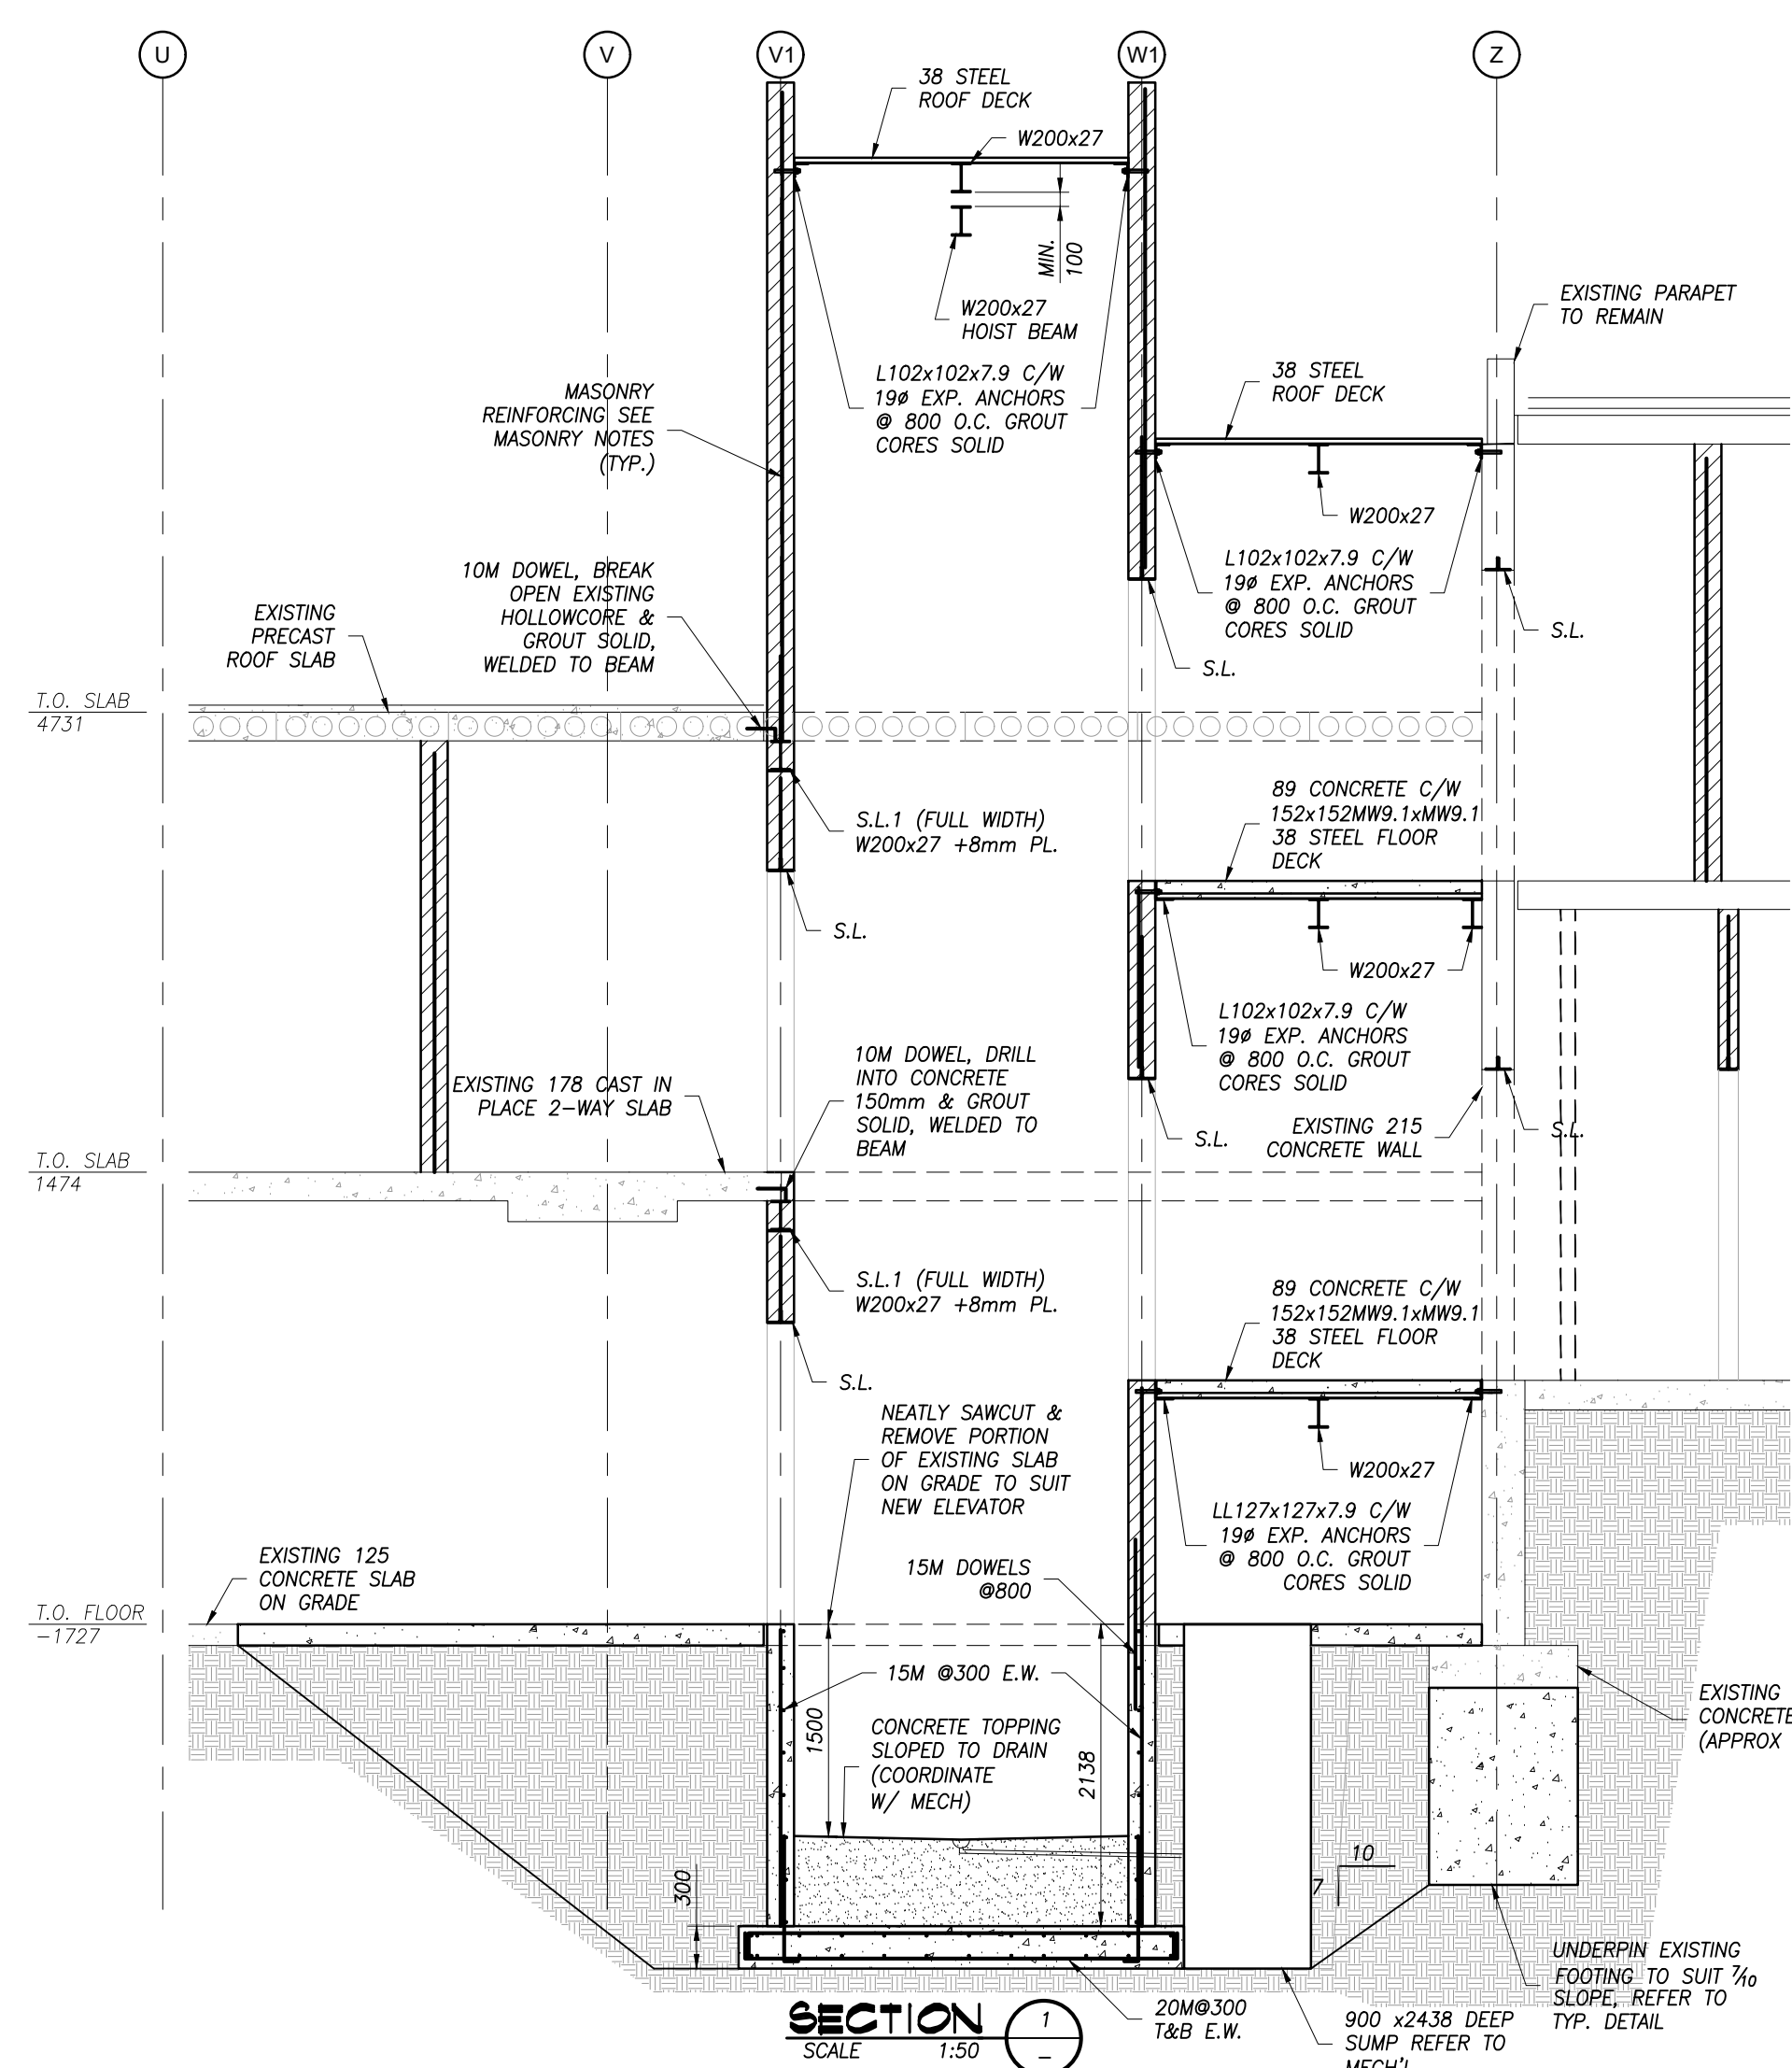 U
V
V1
W1
Z
38 STEEL
ROOF DECK
W200x27
MIN.
100
W200x27
HOIST BEAM
EXISTING PARAPET
TO REMAIN
L102x102x7.9 C/W
19ø EXP. ANCHORS
@ 800 O.C. GROUT
CORES SOLID
38 STEEL
ROOF DECK
MASONRY
REINFORCING SEE
MASONRY NOTES
(TYP.)
W200x27
10M DOWEL, BREAK
OPEN EXISTING
HOLLOWCORE &
GROUT SOLID,
WELDED TO BEAM
L102x102x7.9 C/W
19ø EXP. ANCHORS
@ 800 O.C. GROUT
CORES SOLID
EXISTING
PRECAST
ROOF SLAB
S.L.
S.L.
T.O. SLAB
4731
89 CONCRETE C/W
152x152MW9.1xMW9.1
38 STEEL FLOOR
DECK
S.L.1 (FULL WIDTH)
W200x27 +8mm PL.
S.L.
W200x27
L102x102x7.9 C/W
19ø EXP. ANCHORS
@ 800 O.C. GROUT
CORES SOLID
10M DOWEL, DRILL
INTO CONCRETE
150mm & GROUT
SOLID, WELDED TO
BEAM
EXISTING 178 CAST IN
PLACE 2-WAY SLAB
S.L.
EXISTING 215
CONCRETE WALL
S.L.
T.O. SLAB
1474
S.L.1 (FULL WIDTH)
W200x27 +8mm PL.
89 CONCRETE C/W
152x152MW9.1xMW9.1
38 STEEL FLOOR
DECK
S.L.
NEATLY SAWCUT &
REMOVE PORTION
OF EXISTING SLAB
ON GRADE TO SUIT
NEW ELEVATOR
W200x27
LL127x127x7.9 C/W
19ø EXP. ANCHORS
@ 800 O.C. GROUT
CORES SOLID
EXISTING 125
CONCRETE SLAB
ON GRADE
15M DOWELS
@800
T.O. FLOOR
-1727
15M @300 E.W.
1500
CONCRETE TOPPING
SLOPED TO DRAIN
(COORDINATE
W/ MECH)
2138
EXISTING
CONCRETE
(APPROX
10
7
300
UNDERPIN EXISTING
FOOTING TO SUIT 7/10
SLOPE, REFER TO
TYP. DETAIL
20M@300
T&B E.W.
900 x2438 DEEP
SUMP REFER TO
MECH'L
SECTION
SCALE 1:50
1
-